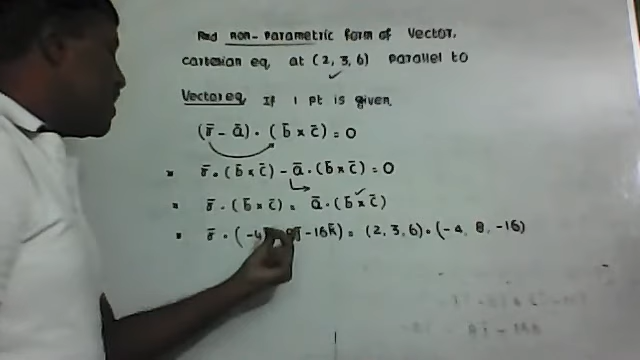 Find non-Parametric form of Vector,
cartesian eq, at (2, 3, 6) Parallel to
Vector eq, If 1 pt is given
(r̄ - ā) · (b̄ × c̄) = 0
r̄ · (b̄ × c̄) - ā · (b̄ × c̄) = 0
r̄ · (b̄ × c̄) = ā · (b̄ × c̄)
r̄ · (-4 -16k̄) = (2, 3, 6) · (-4, 8, -16)